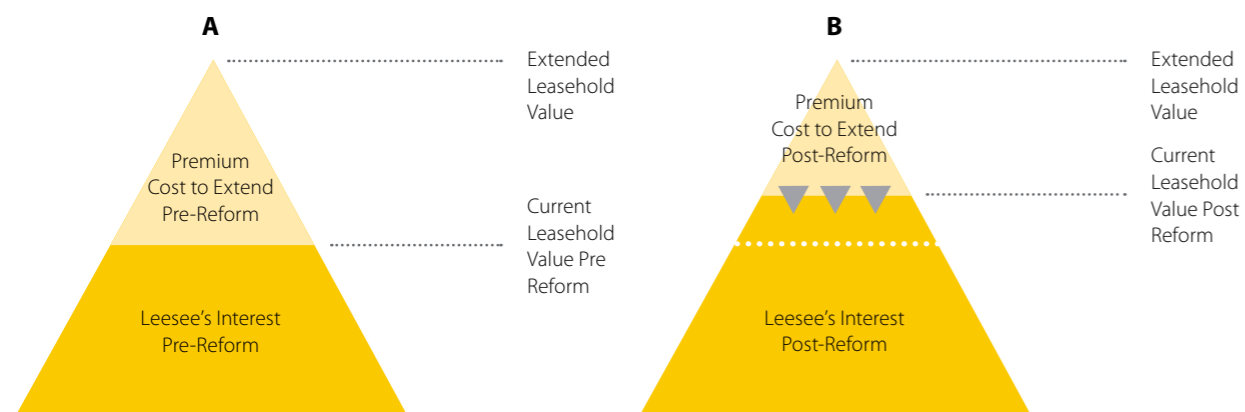 A
Extended
Leasehold
Value
Premium
Cost to Extend
Pre-Reform
Current
Leasehold
Value Pre
Reform
Leesee's Interest
Pre-Reform
B
Extended
Leasehold
Value
Premium
Cost to Extend
Post-Reform
Current
Leasehold
Value Post
Reform
Leesee's Interest
Post-Reform